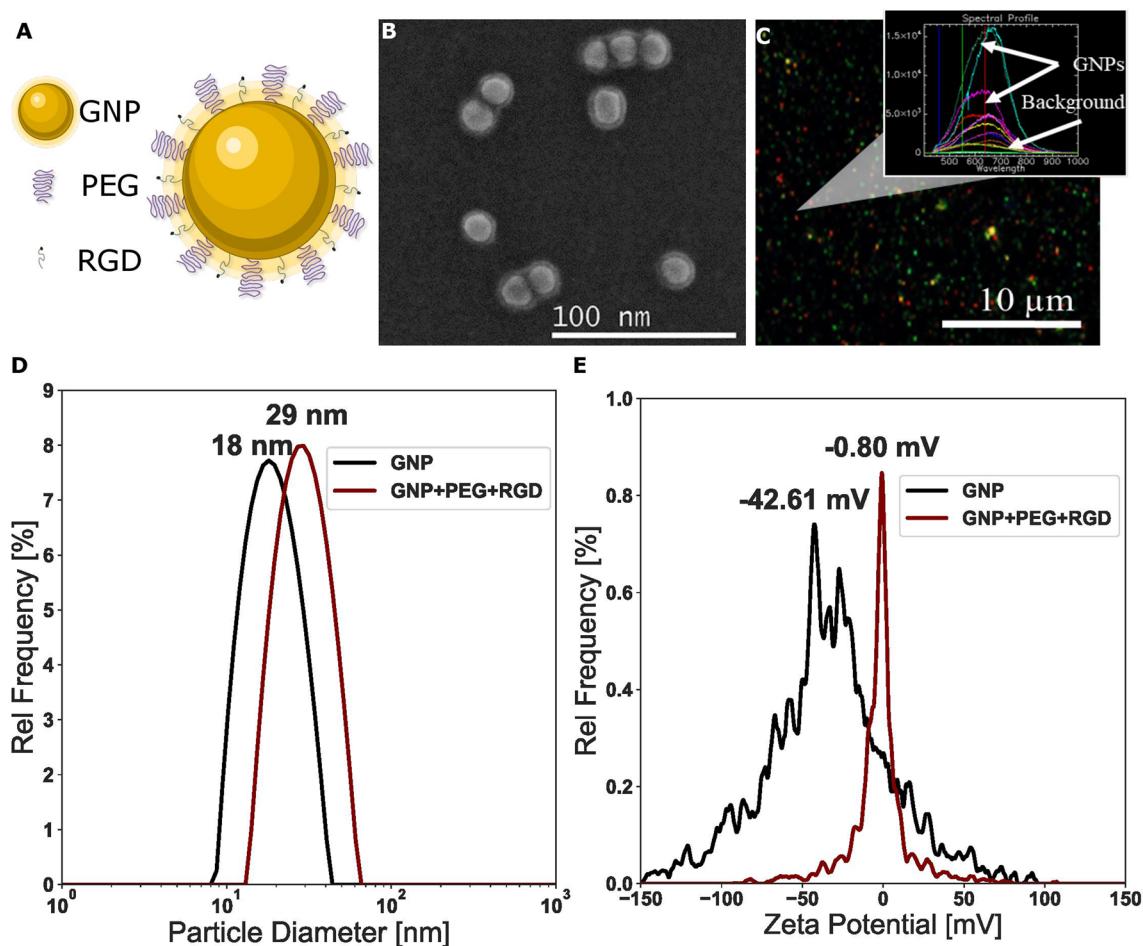 A
GNP
PEG
RGD
B
100 nm
C
Spectral Profile
1.5×10⁴
1.0×10⁴
5.0×10³
0
500 600 700 800 900 1000
Wavelength
GNPs
Background
10 µm
D
9
8
7
6
5
4
3
2
1
0
10⁰ 10¹ 10² 10³
Rel Frequency [%]
Particle Diameter [nm]
29 nm
18 nm
GNP
GNP+PEG+RGD
E
1.0
0.8
0.6
0.4
0.2
0.0
−150 −100 −50 0 50 100 150
Rel Frequency [%]
Zeta Potential [mV]
-0.80 mV
-42.61 mV
GNP
GNP+PEG+RGD